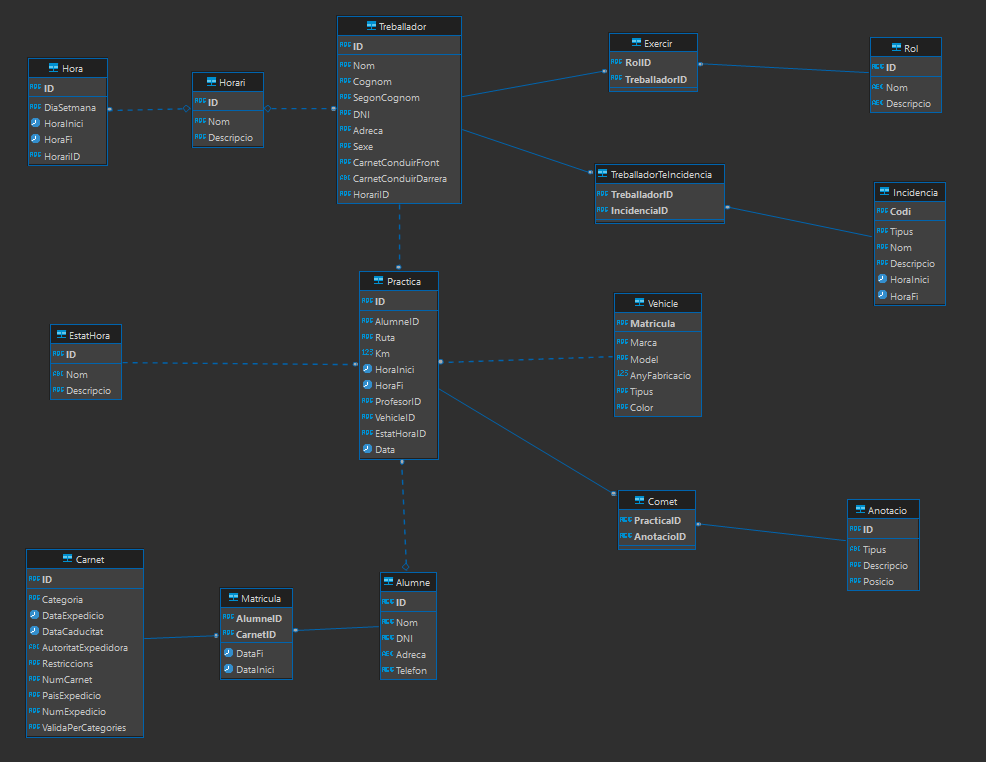 Treballador
ID
Nom
Cognom
SegonCognom
DNI
Adreca
Sexe
CarnetConduirFront
CarnetConduirDarrera
HorariID
Exercir
RolID
TreballadorID
Rol
ID
Nom
Descripcio
Hora
ID
DiaSetmana
HoraInici
HoraFi
HorariID
Horari
ID
Nom
Descripcio
TreballadorTeIncidencia
TreballadorID
IncidenciaID
Incidencia
Codi
Tipus
Nom
Descripcio
HoraInici
HoraFi
Practica
ID
AlumneID
Ruta
Km
HoraInici
HoraFi
ProfesorID
VehicleID
EstatHoraID
Data
Vehicle
Matricula
Marca
Model
AnyFabricacio
Tipus
Color
EstatHora
ID
Nom
Descripcio
Comet
PracticaID
AnotacioID
Anotacio
ID
Tipus
Descripcio
Posicio
Carnet
ID
Categoria
DataExpedicio
DataCaducitat
AutoritatExpedidora
Restriccions
NumCarnet
PaisExpedicio
NumExpedicio
ValidaPerCategories
Matricula
AlumneID
CarnetID
DataFi
DataInici
Alumne
ID
Nom
DNI
Adreca
Telefon